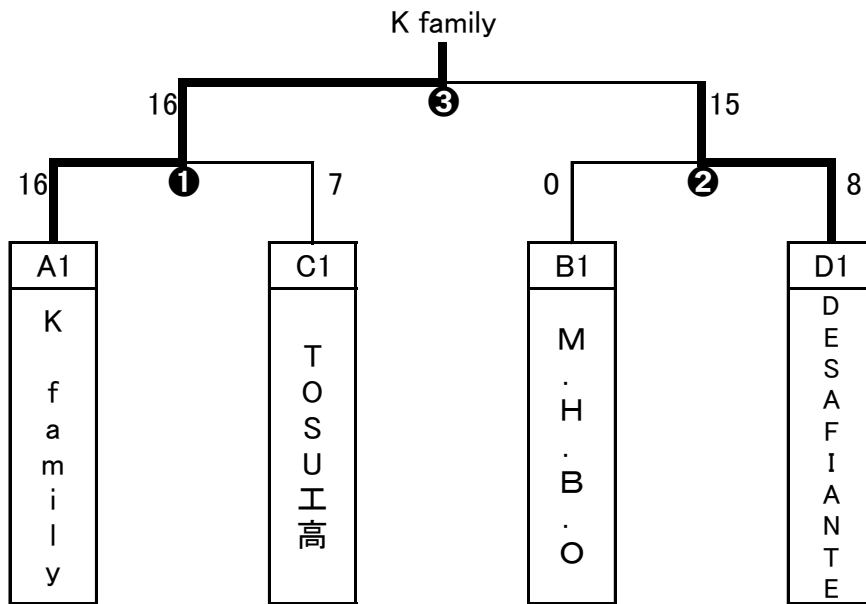 K family
16
❸
15
16
❶
7
0
❷
8
A1
C1
B1
D1
K family
TOSU工高
M.H.B.O
DESAFIANTE